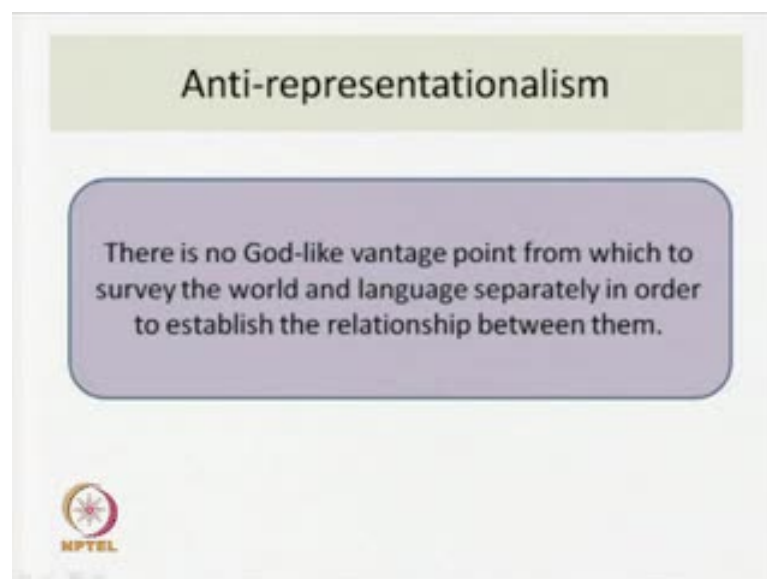 Anti-representationalism
There is no God-like vantage point from which to
survey the world and language separately in order
to establish the relationship between them.
NPTEL